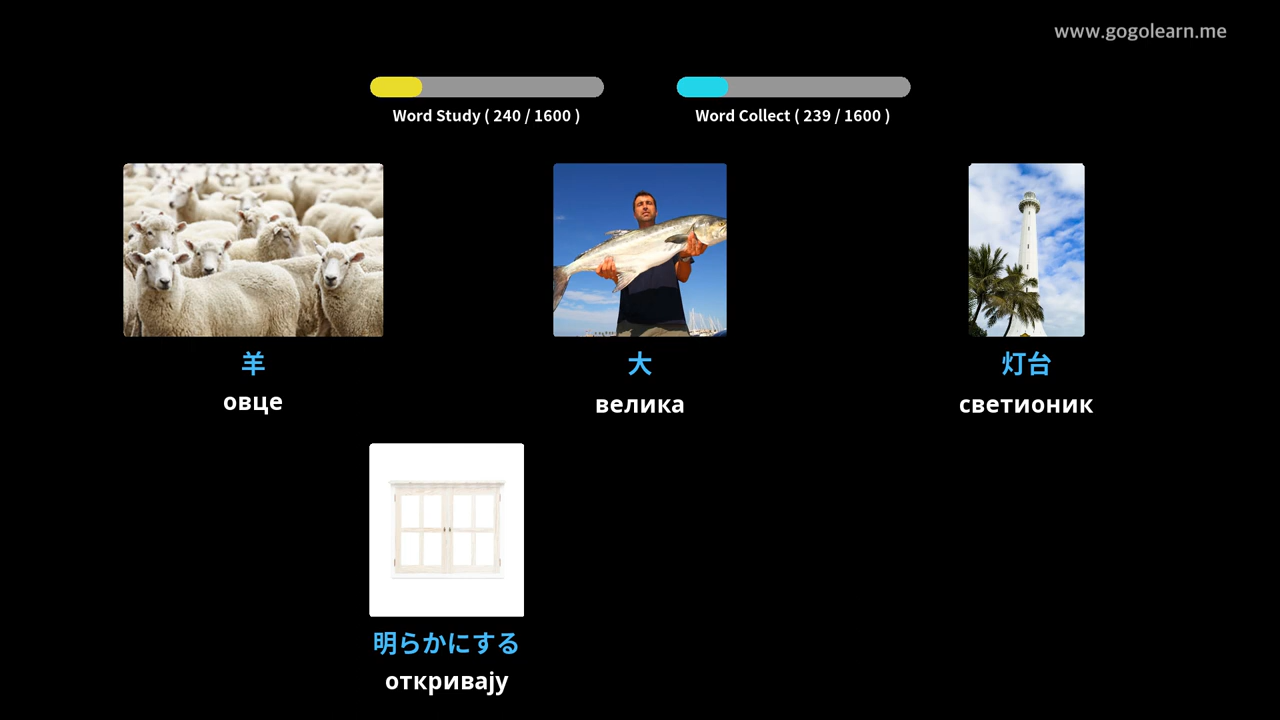 www.gogolearn.me
Word Study ( 240 / 1600 )
Word Collect ( 239 / 1600 )
羊
овце
大
велика
灯台
светионик
明らかにする
откривају